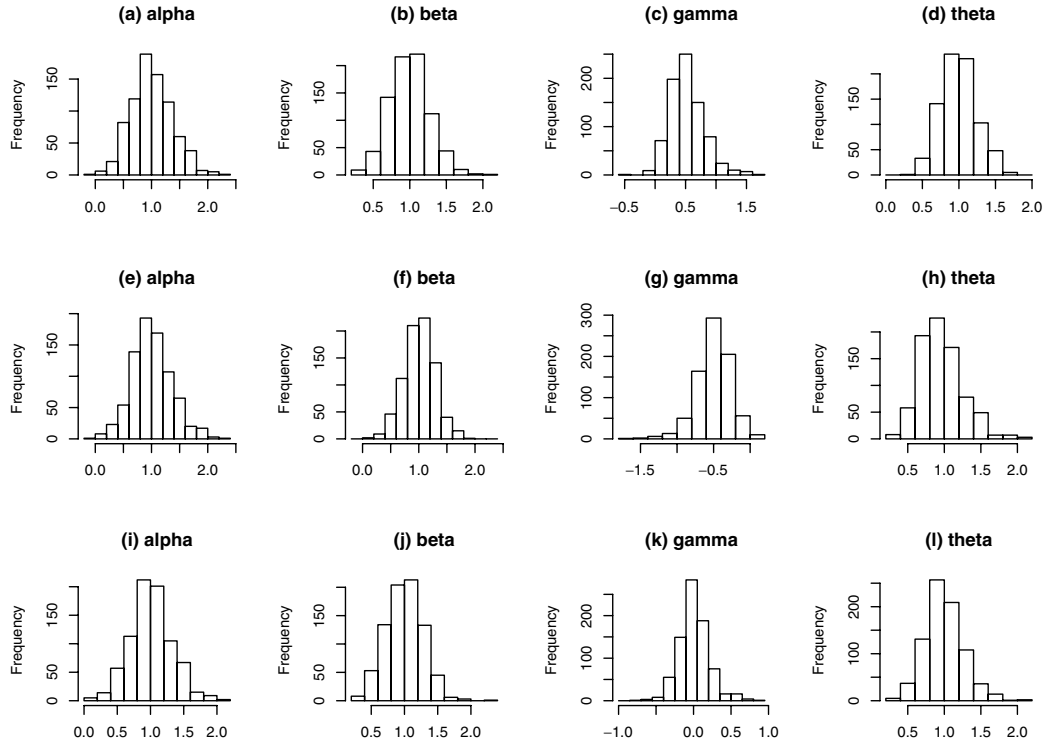 (a) alpha
(b) beta
(c) gamma
(d) theta
Frequency
0 50 150
0.0 1.0 2.0
Frequency
0 50 150
0.5 1.0 1.5 2.0
Frequency
0 100 200
−0.5 0.5 1.5
Frequency
0 50 150
0.0 0.5 1.0 1.5 2.0
(e) alpha
(f) beta
(g) gamma
(h) theta
Frequency
0 50 150
0.0 1.0 2.0
Frequency
0 50 150
0.0 1.0 2.0
Frequency
0 100 200 300
−1.5 −0.5
Frequency
0 50 150
0.5 1.0 1.5 2.0
(i) alpha
(j) beta
(k) gamma
(l) theta
Frequency
0 50 150
0.0 0.5 1.0 1.5 2.0
Frequency
0 50 150
0.5 1.0 1.5 2.0
Frequency
0 100 200
−1.0 0.0 0.5 1.0
Frequency
0 50 150 250
0.5 1.0 1.5 2.0